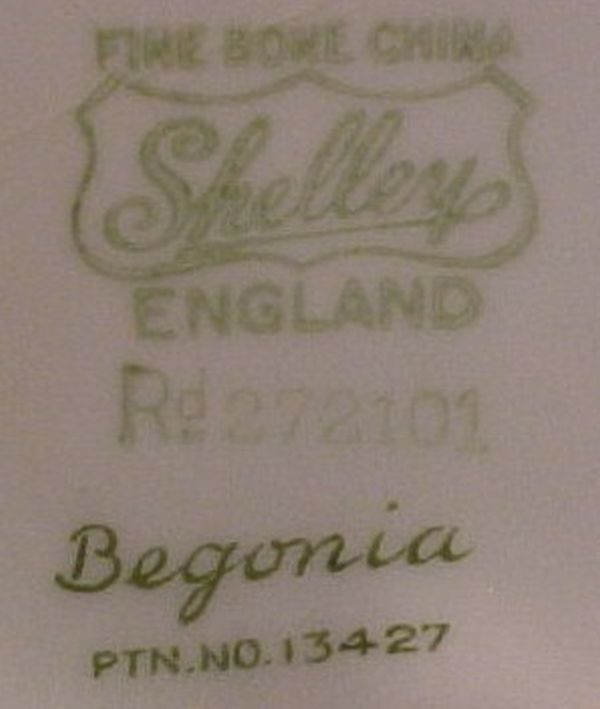 FINE BONE CHINA
Shelley
ENGLAND
Rd 272101
Begonia
PTN.NO.13427